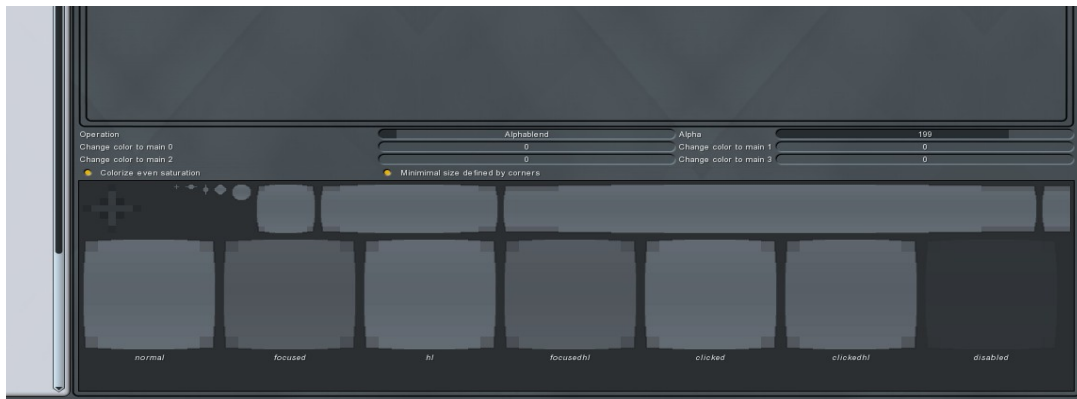 Operation Alphablend Alpha 199
Change color to main 0 0 Change color to main 1 0
Change color to main 2 0 Change color to main 3 0
Colorize even saturation Minimimal size defined by corners
normal focused hl focusedhl clicked clickedhl disabled